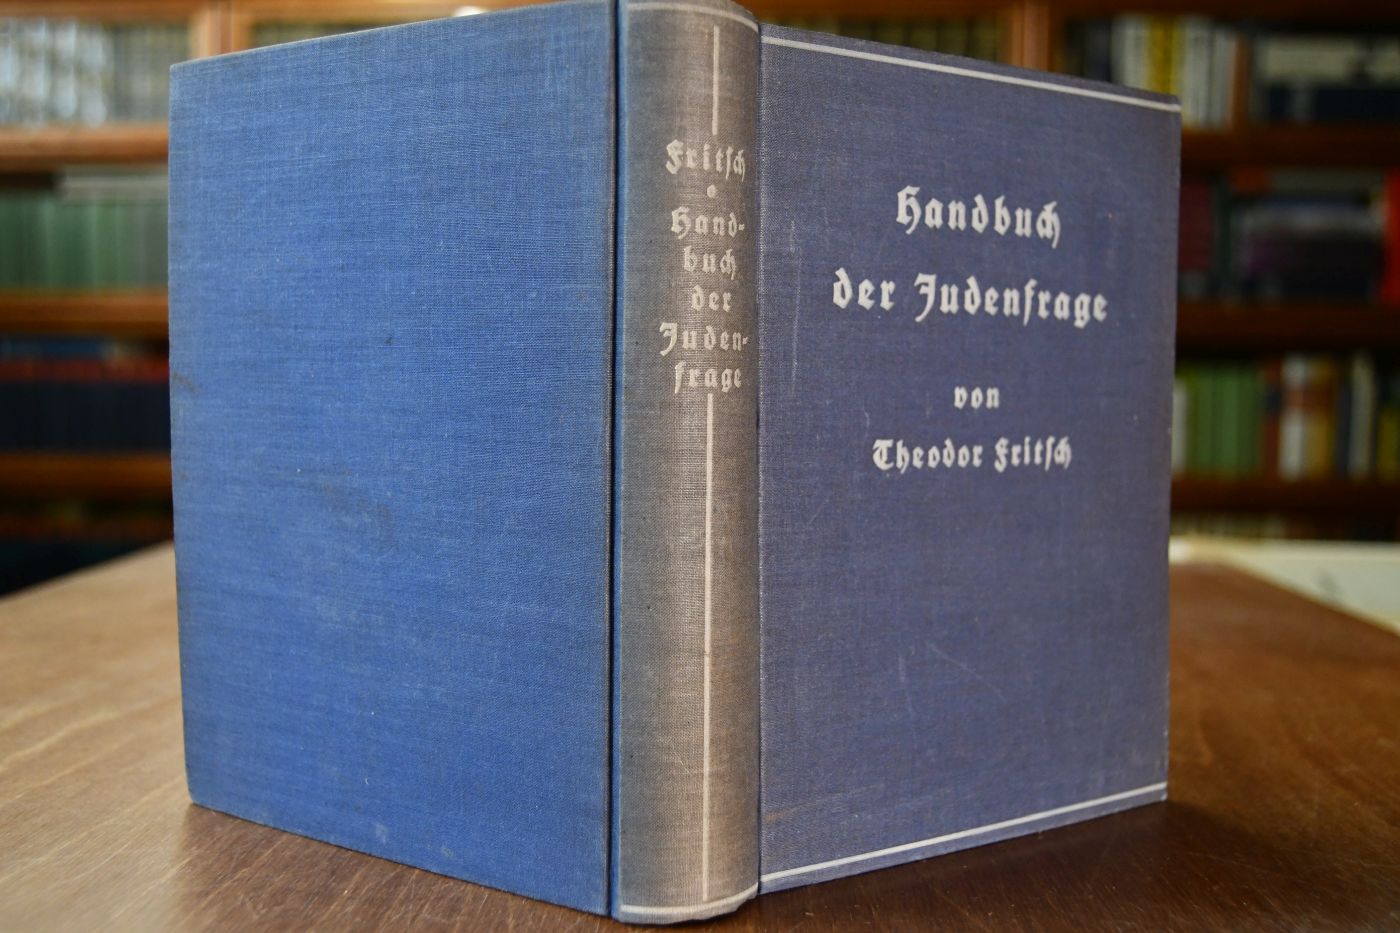 Fritsch
Hand-
buch
der
Juden-
frage
Handbuch
der Judenfrage
von
Theodor Fritsch